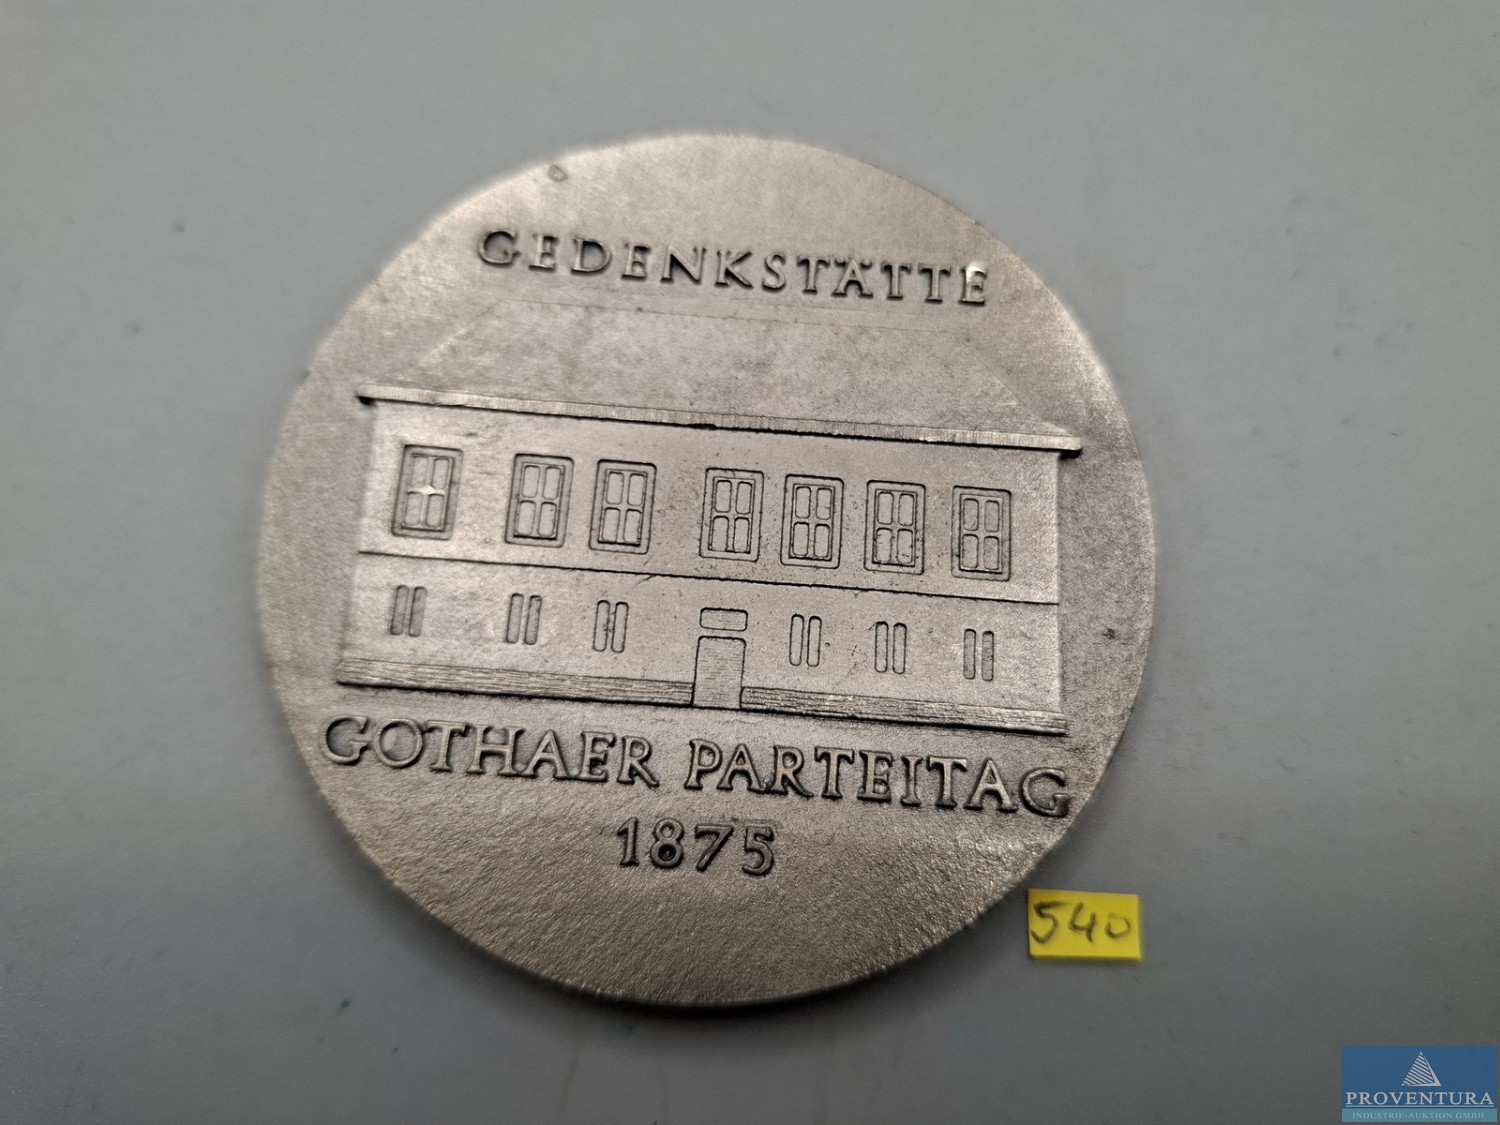 GEDENKSTÄTTE
GOTHAER PARTEITAG
1875
540
PROVENTURA
INDUSTRIE-AUKTION GMBH